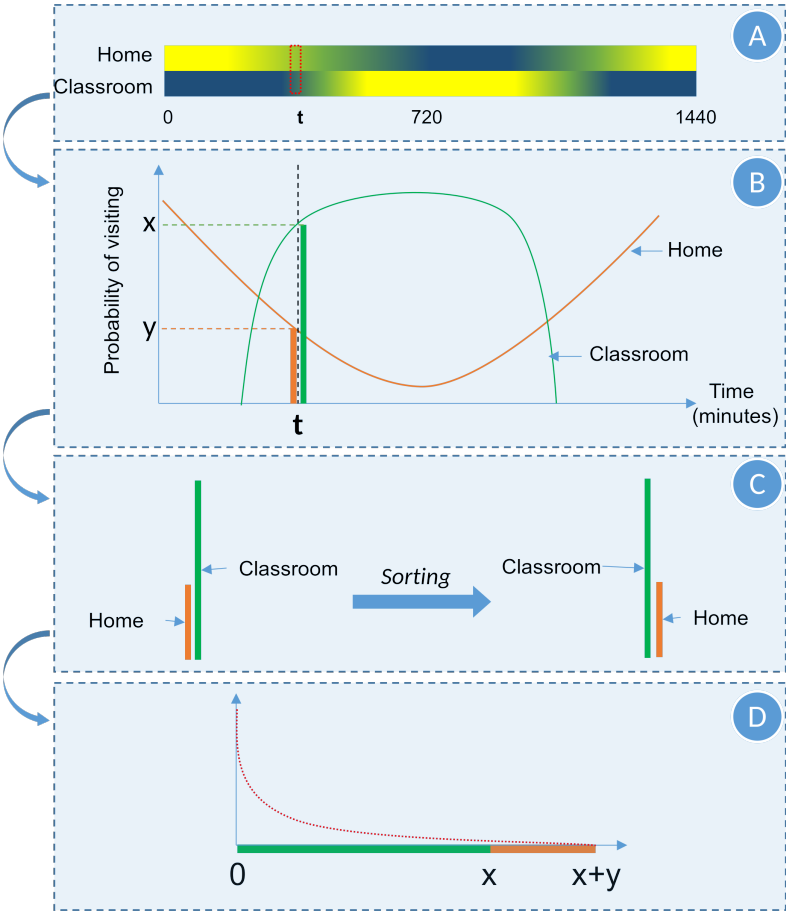 A
Home
Classroom
0 t 720 1440
B
Probability of visiting
x
Home
y
Classroom
Time
(minutes)
t
C
Classroom
Sorting
Classroom
Home
Home
D
0 x x+y